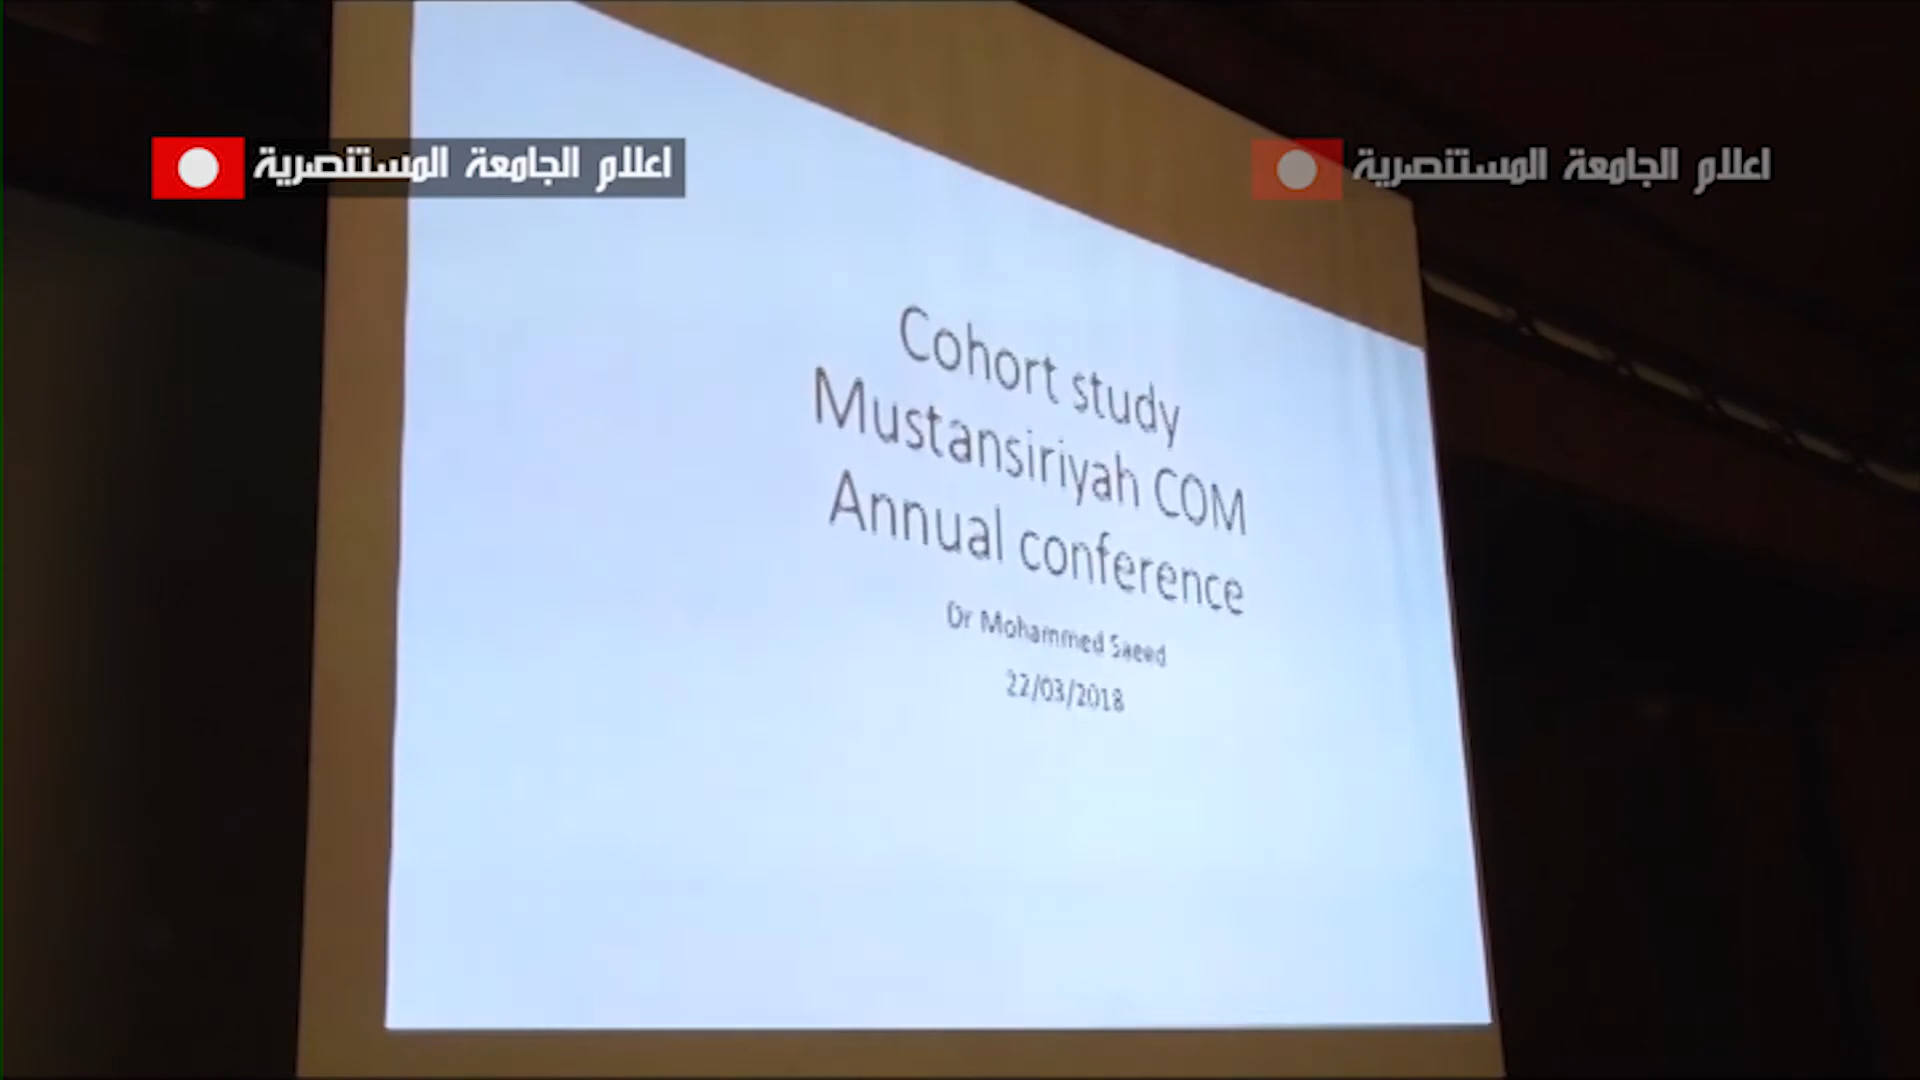 اعلام الجامعة المستنصرية
اعلام الجامعة المستنصرية
Cohort study
Mustansiriyah COM
Annual conference
Dr Mohammed Saeed
22/03/2018